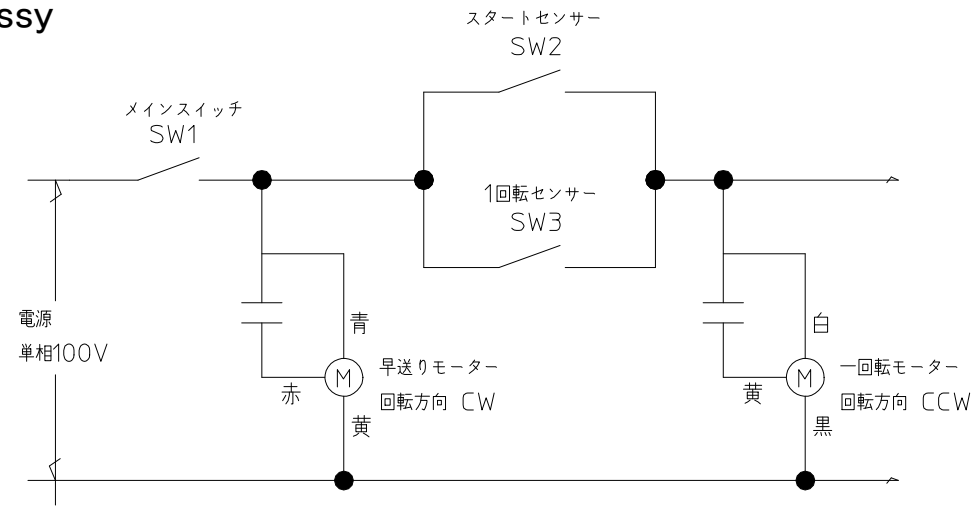 ssy
スタートセンサー
SW2
メインスイッチ
SW1
1回転センサー
SW3
電源
単相100V
青
赤
M
早送りモーター
回転方向 CW
黄
白
黄
M
一回転モーター
回転方向 CCW
黒